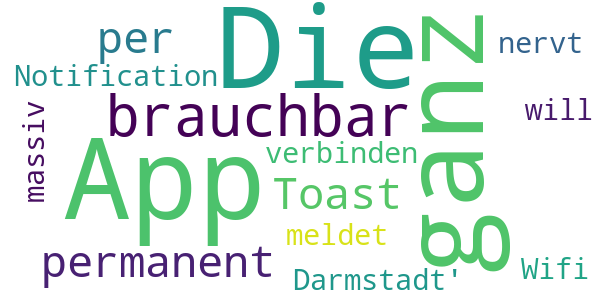 Die
ganz
per
nervt
Notification
brauchbar
massiv
will
App
verbinden
Toast
meldet
permanent
Wifi
Darmstadt'